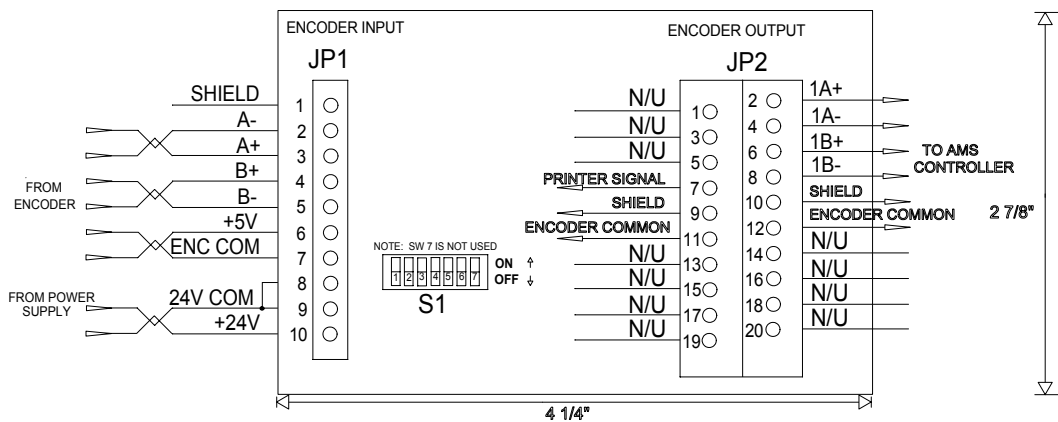 ENCODER INPUT
JP1
SHIELD
1
A-
2
A+
3
B+
4
B-
5
+5V
6
ENC COM
7
8
24V COM
9
+24V
10
FROM
ENCODER
FROM POWER
SUPPLY
NOTE: SW 7 IS NOT USED
1 2 3 4 5 6 7
ON
OFF
S1
ENCODER OUTPUT
JP2
N/U
1
N/U
3
N/U
5
PRINTER SIGNAL
7
SHIELD
9
ENCODER COMMON
11
N/U
13
N/U
15
N/U
17
N/U
19
2
1A+
4
1A-
6
1B+
8
1B-
10
SHIELD
12
ENCODER COMMON
14
N/U
16
N/U
18
N/U
20
N/U
TO AMS
CONTROLLER
2 7/8"
4 1/4"